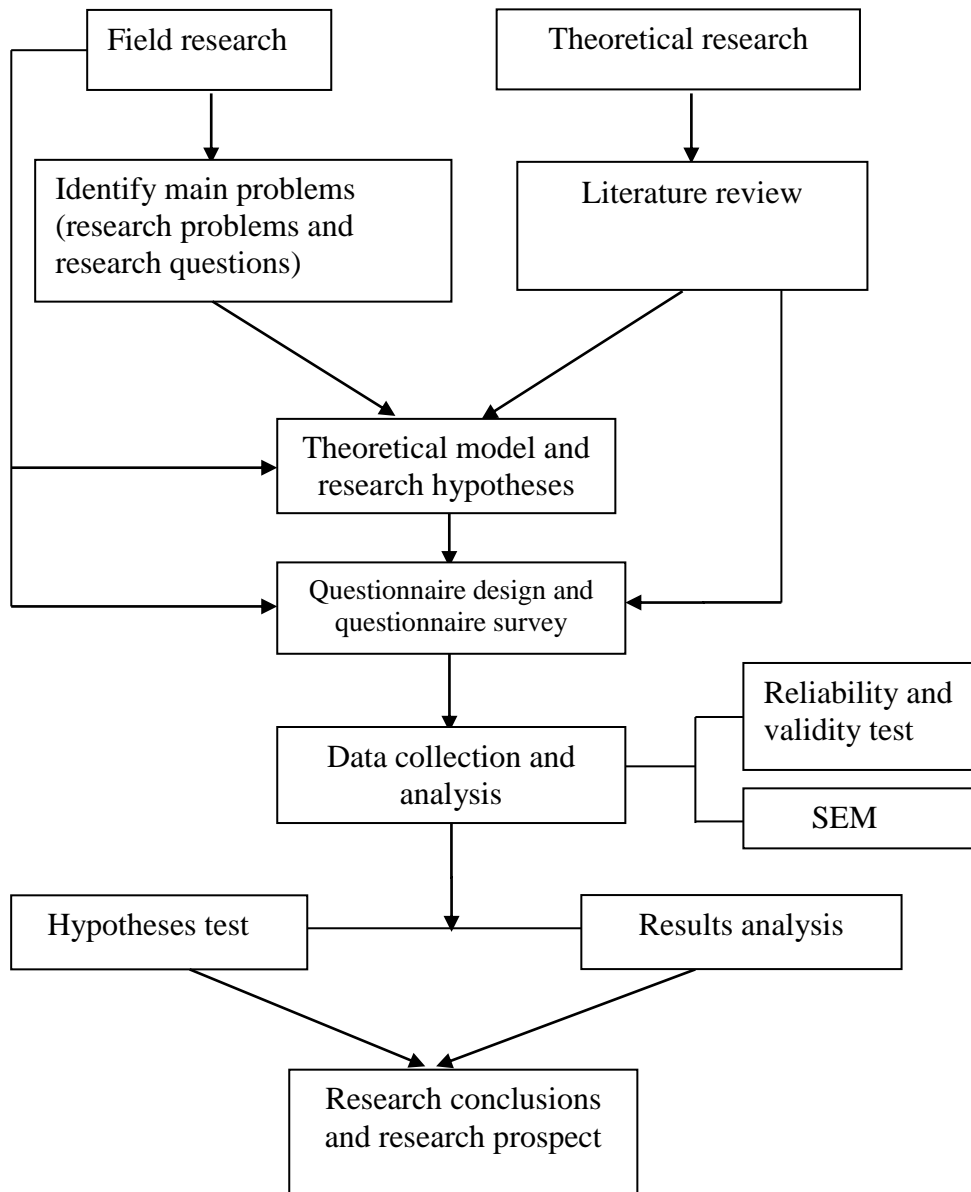 Field research
Theoretical research
Identify main problems
(research problems and
research questions)
Literature review
Theoretical model and
research hypotheses
Questionnaire design and
questionnaire survey
Reliability and
validity test
Data collection and
analysis
SEM
Hypotheses test
Results analysis
Research conclusions
and research prospect